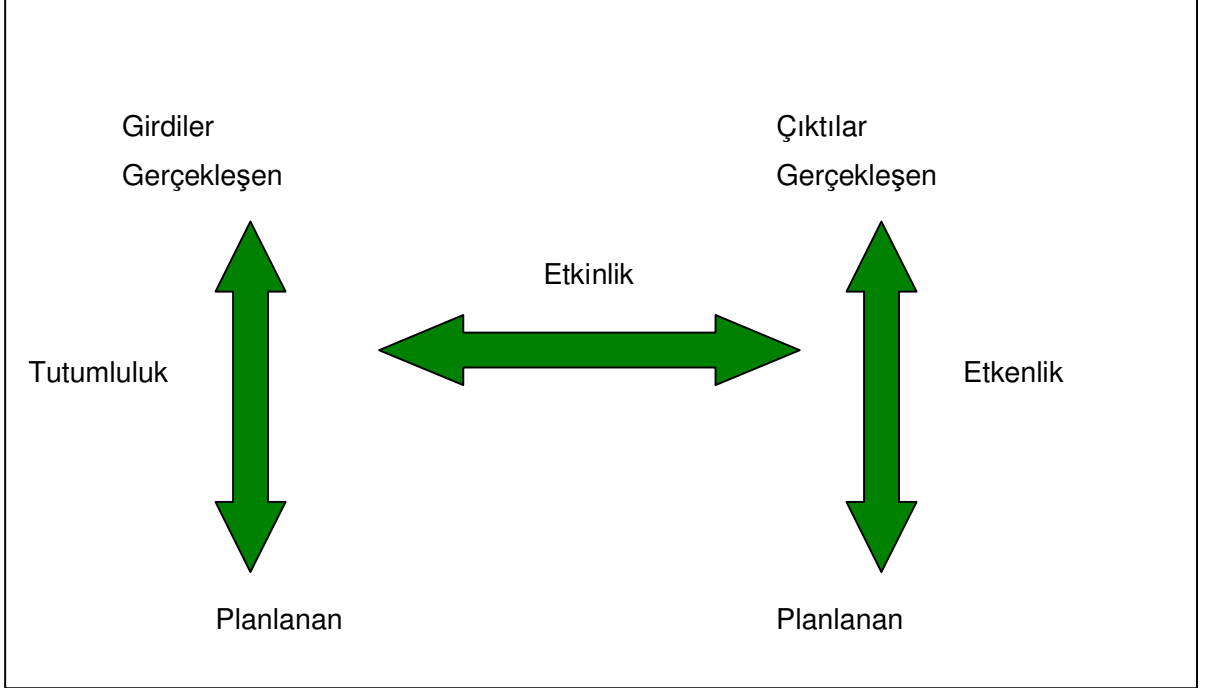 Girdiler
Gerçekleşen
Çıktılar
Gerçekleşen
Etkinlik
Tutumluluk
Etkenlik
Planlanan
Planlanan